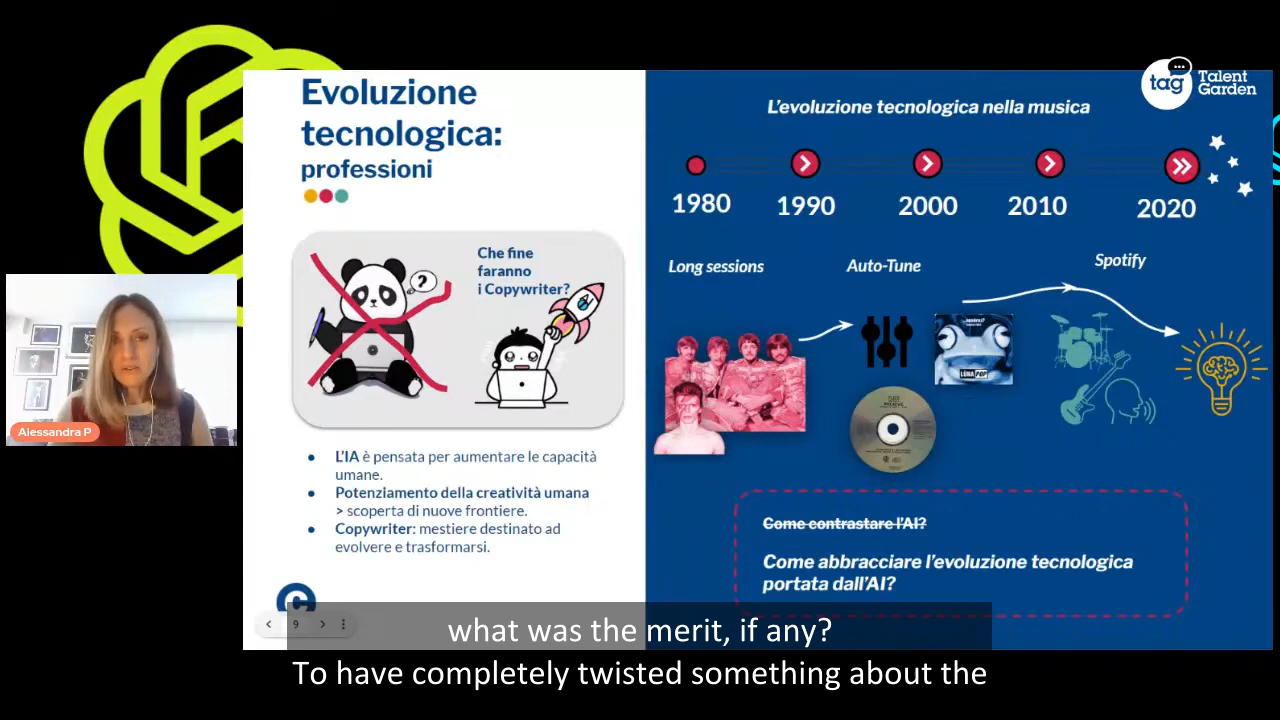 Evoluzione
tecnologica:
professioni
Che fine
faranno
i Copywriter?
?
AI
L'IA è pensata per aumentare le capacità
umane.
Potenziamento della creatività umana
> scoperta di nuove frontiere.
Copywriter: mestiere destinato ad
evolvere e trasformarsi.
9
Alessandra P
tag
Talent
Garden
L'evoluzione tecnologica nella musica
1980
1990
2000
2010
2020
Long sessions
Auto-Tune
Spotify
LÙNAPOP
Come contrastare l'AI?
Come abbracciare l'evoluzione tecnologica
portata dall'AI?
what was the merit, if any?
To have completely twisted something about the